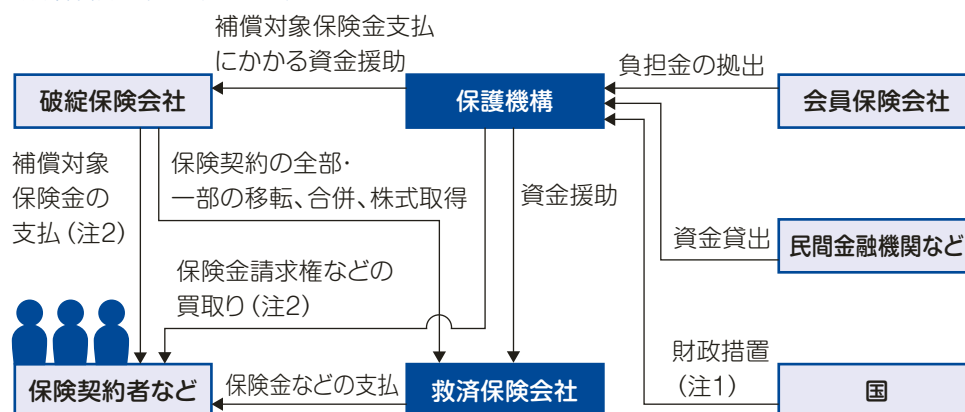 補償対象保険金支払
にかかる資金援助
負担金の拠出
破綻保険会社
保護機構
会員保険会社
補償対象
保険金の
支払(注2)
保険契約の全部・
一部の移転、合併、株式取得
資金援助
資金貸出
民間金融機関など
保険金請求権などの
買取り(注2)
財政措置
(注1)
保険契約者など
保険金などの支払
救済保険会社
国